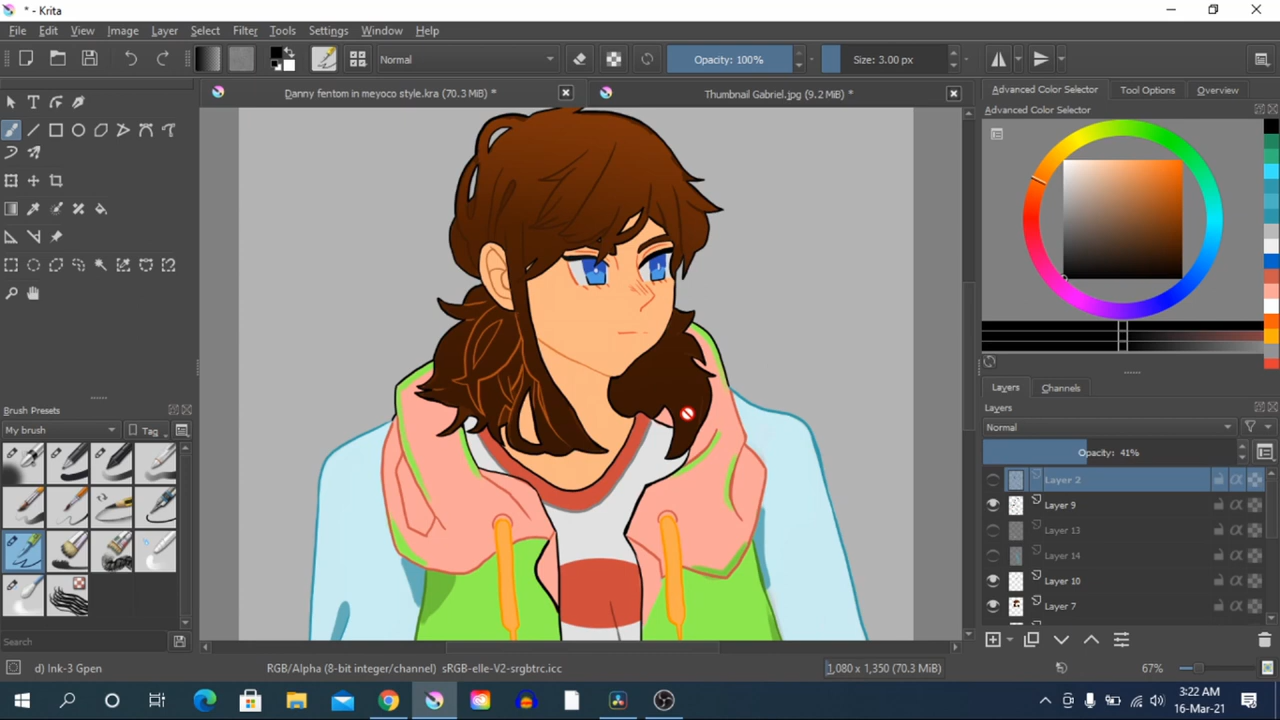 * - Krita
File Edit View Image Layer Select Filter Tools Settings Window Help
Normal Opacity: 100% Size: 3.00 px
Danny fentom in meyoco style.kra (70.3 MiB) * Thumbnail Gabriel.jpg (9.2 MiB) *
Advanced Color Selector Tool Options Overview
Advanced Color Selector
Layers Channels
Layers
Normal
Opacity: 41%
Layer 2
Layer 9
Layer 13
Layer 14
Layer 10
Layer 7
Brush Presets
My brush Tag
Search
d) Ink-3 Gpen RGB/Alpha (8-bit integer/channel) sRGB-elle-V2-srgbtrc.icc 1,080 x 1,350 (70.3 MiB) 67%
3:22 AM
16-Mar-21